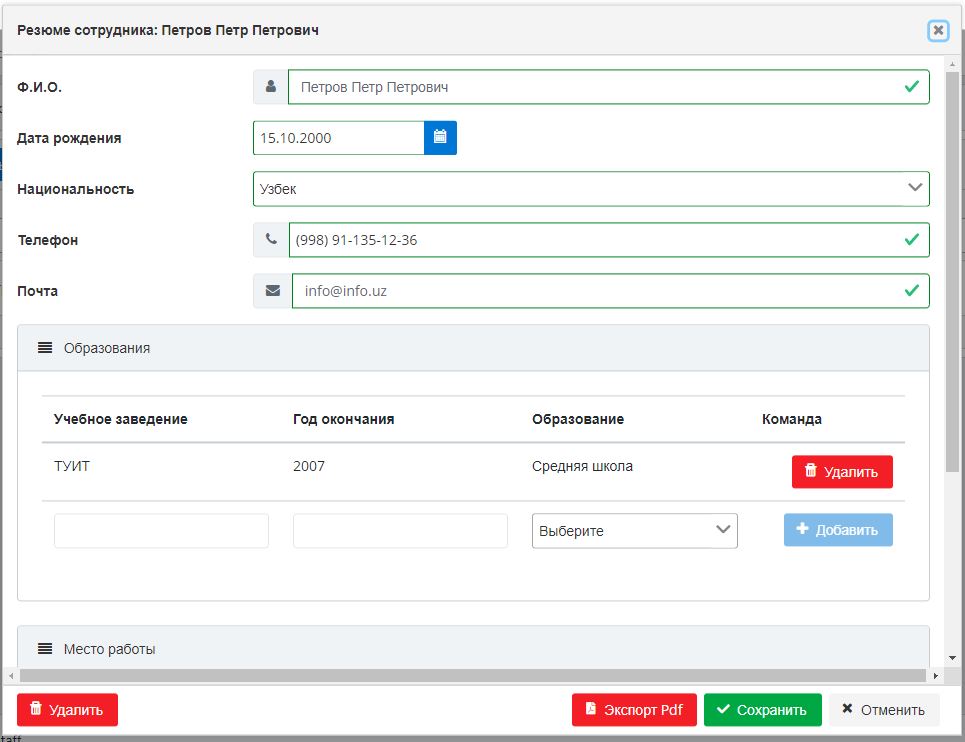 Резюме сотрудника: Петров Петр Петрович
Ф.И.О. Петров Петр Петрович
Дата рождения 15.10.2000
Национальность Узбек
Телефон (998) 91-135-12-36
Почта info@info.uz
Образования
Учебное заведение Год окончания Образование Команда
ТУИТ 2007 Средняя школа Удалить
Выберите Добавить
Место работы
Удалить Экспорт Pdf Сохранить Отменить